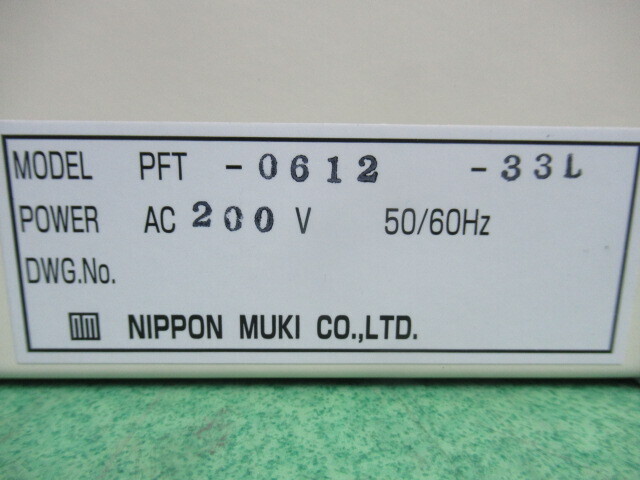 MODEL PFT -0612 -33L
POWER AC 200 V 50/60Hz
DWG.No.
NIPPON MUKI CO.,LTD.